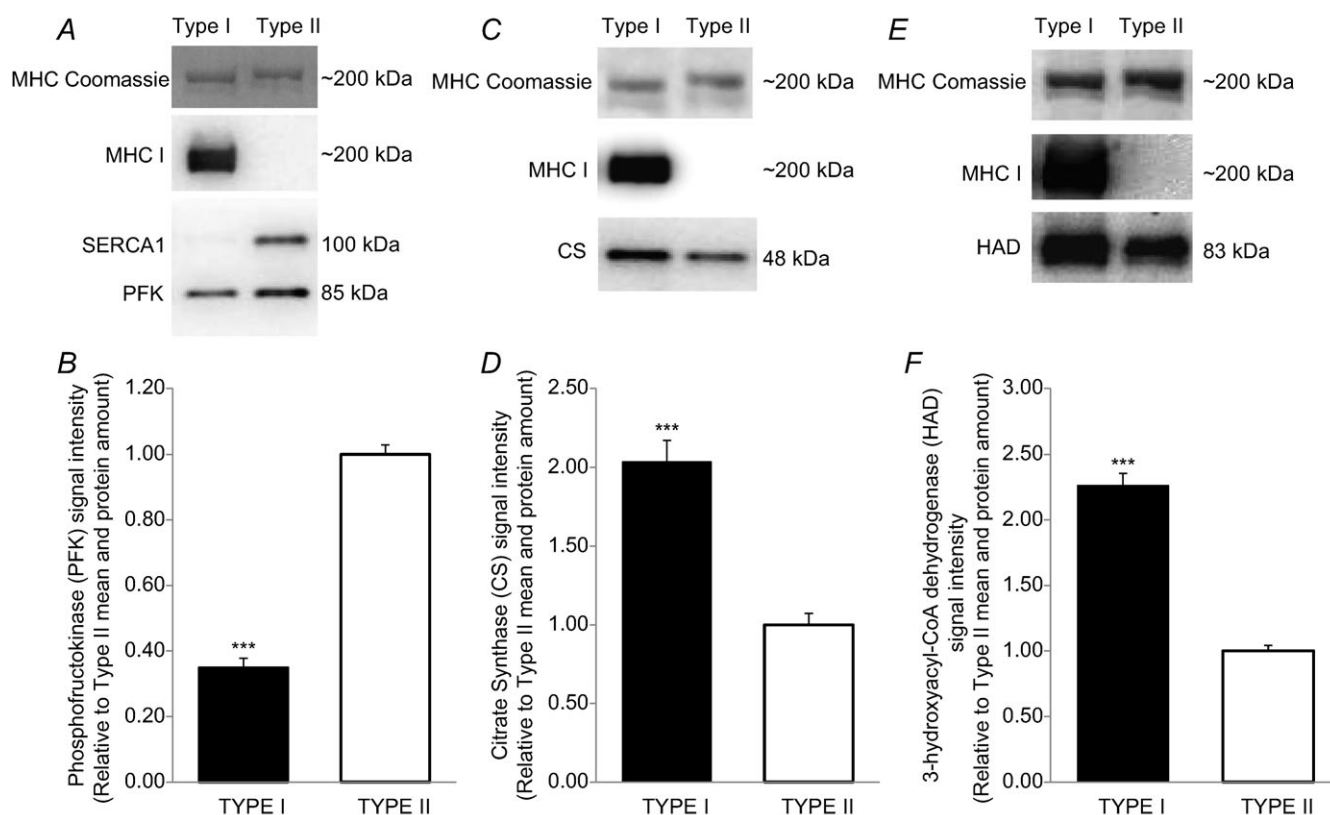 A
Type I Type II
MHC Coomassie
~200 kDa
MHC I
~200 kDa
SERCA1
100 kDa
PFK
85 kDa
C
Type I Type II
MHC Coomassie
~200 kDa
MHC I
~200 kDa
CS
48 kDa
E
Type I Type II
MHC Comassie
~200 kDa
MHC I
~200 kDa
HAD
83 kDa
B
Phosphofructokinase (PFK) signal intensity
(Relative to Type II mean and protein amount)
1.20
1.00
0.80
0.60
0.40
0.20
0.00
***
TYPE I TYPE II
D
Citrate Synthase (CS) signal intensity
(Relative to Type II mean and protein amount)
2.50
2.00
2.00
1.00
0.50
0.00
***
TYPE I TYPE II
F
3-hydroxyacyl-CoA dehydrogenase (HAD)
signal intensity
(Relative to Type II mean and protein amount)
3.00
2.50
2.00
1.50
1.00
0.50
0.00
***
TYPE I TYPE II